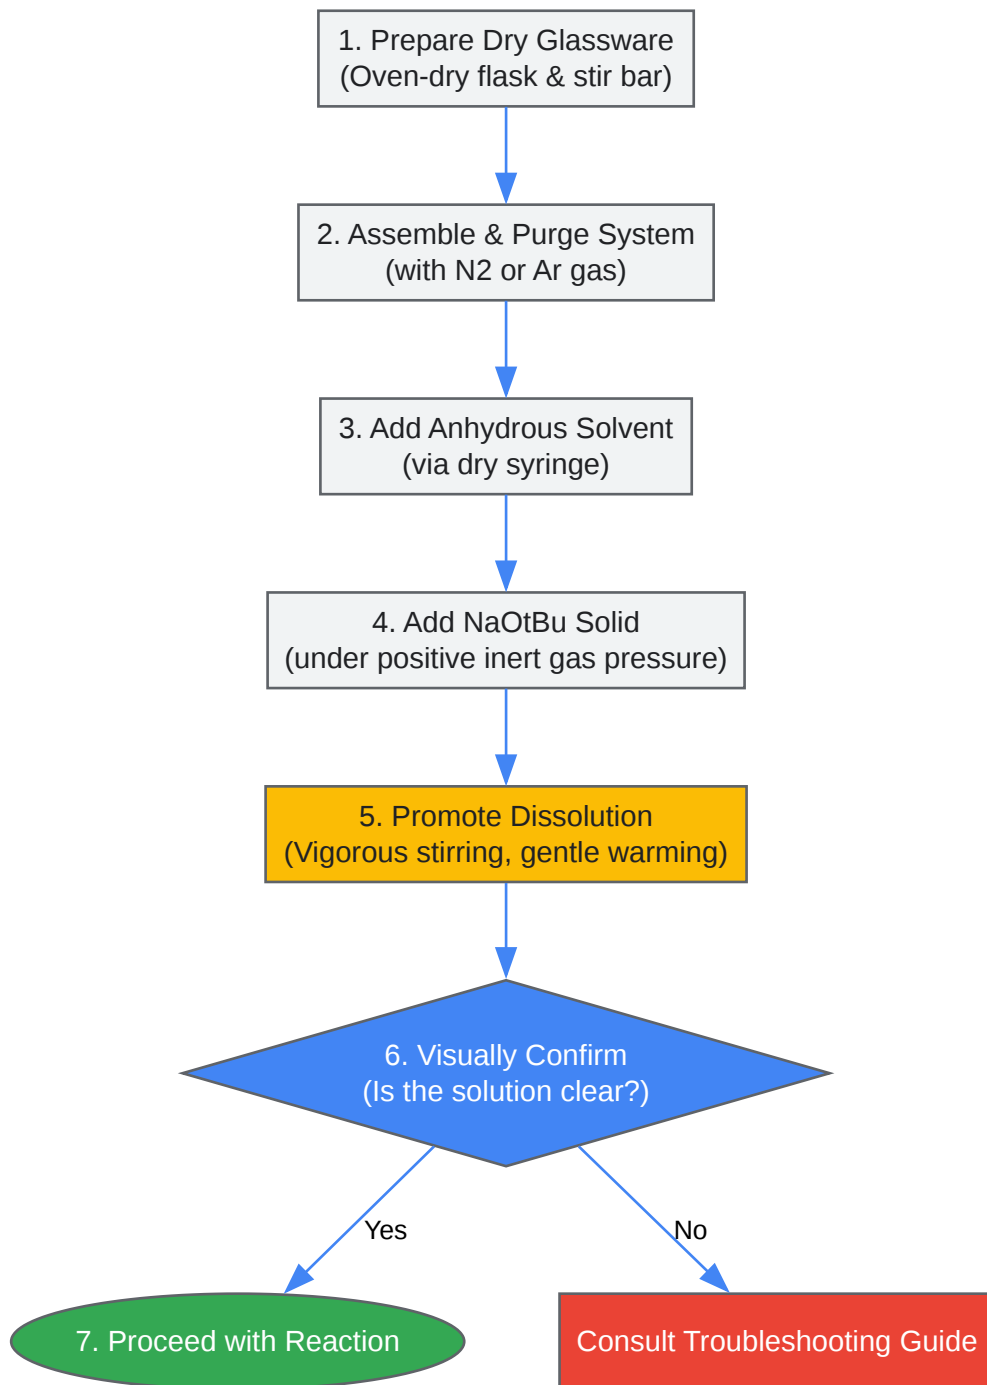 1. Prepare Dry Glassware
(Oven-dry flask & stir bar)
2. Assemble & Purge System
(with N2 or Ar gas)
3. Add Anhydrous Solvent
(via dry syringe)
4. Add NaOtBu Solid
(under positive inert gas pressure)
5. Promote Dissolution
(Vigorous stirring, gentle warming)
6. Visually Confirm
(Is the solution clear?)
Yes
No
7. Proceed with Reaction
Consult Troubleshooting Guide